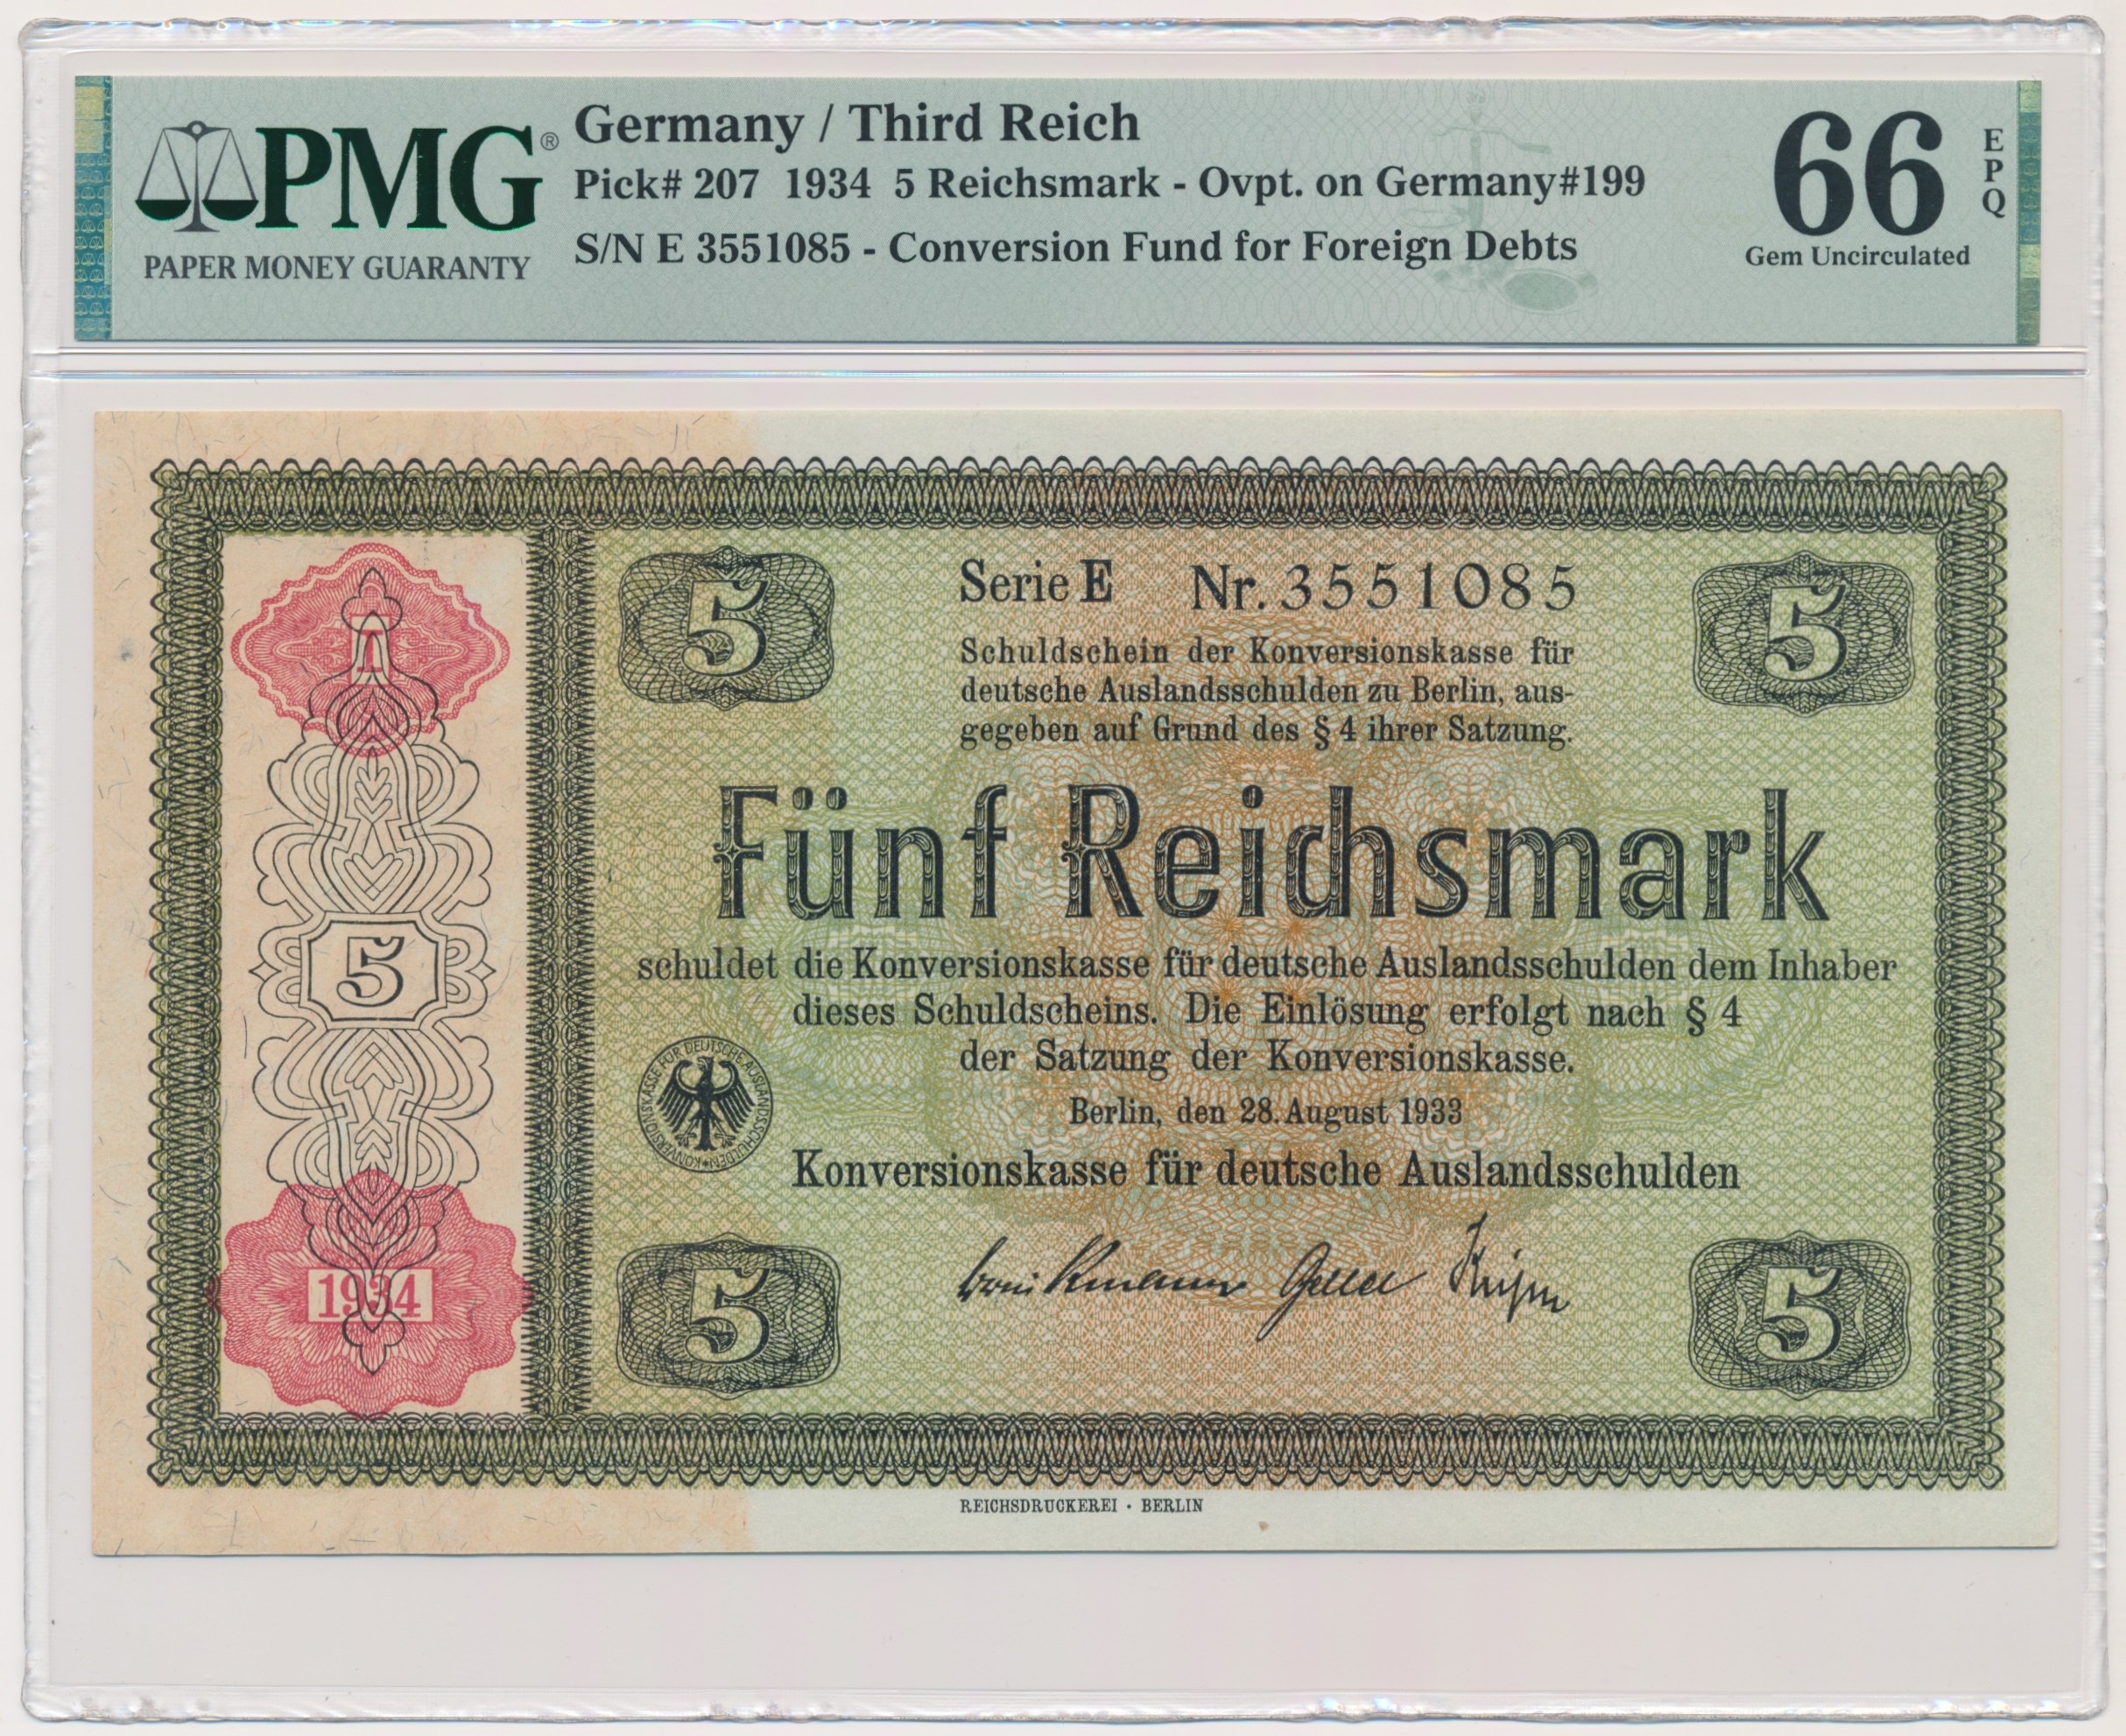 PMG®
PAPER MONEY GUARANTY
Germany / Third Reich
Pick# 207 1934 5 Reichsmark - Ovpt. on Germany#199
S/N E 3551085 - Conversion Fund for Foreign Debts
66
EPQ
Gem Uncirculated
5
5
Serie E Nr. 3551085
Schuldschein der Konversionskasse für
deutsche Auslandsschulden zu Berlin, aus-
gegeben auf Grund des § 4 ihrer Satzung.
Fünf Reichsmark
schuldet die Konversionskasse für deutsche Auslandsschulden dem Inhaber
dieses Schuldscheins. Die Einlösung erfolgt nach § 4
der Satzung der Konversionskasse.
Berlin, den 28. August 1933
Konversionskasse für deutsche Auslandsschulden
KONVERSIONSKASSE FÜR DEUTSCHE AUSLANDSSCHULDEN
5
1934
5
5
REICHSDRUCKEREI · BERLIN